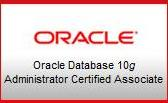 ORACLE
Oracle Database 10g
Administrator Certified Associate